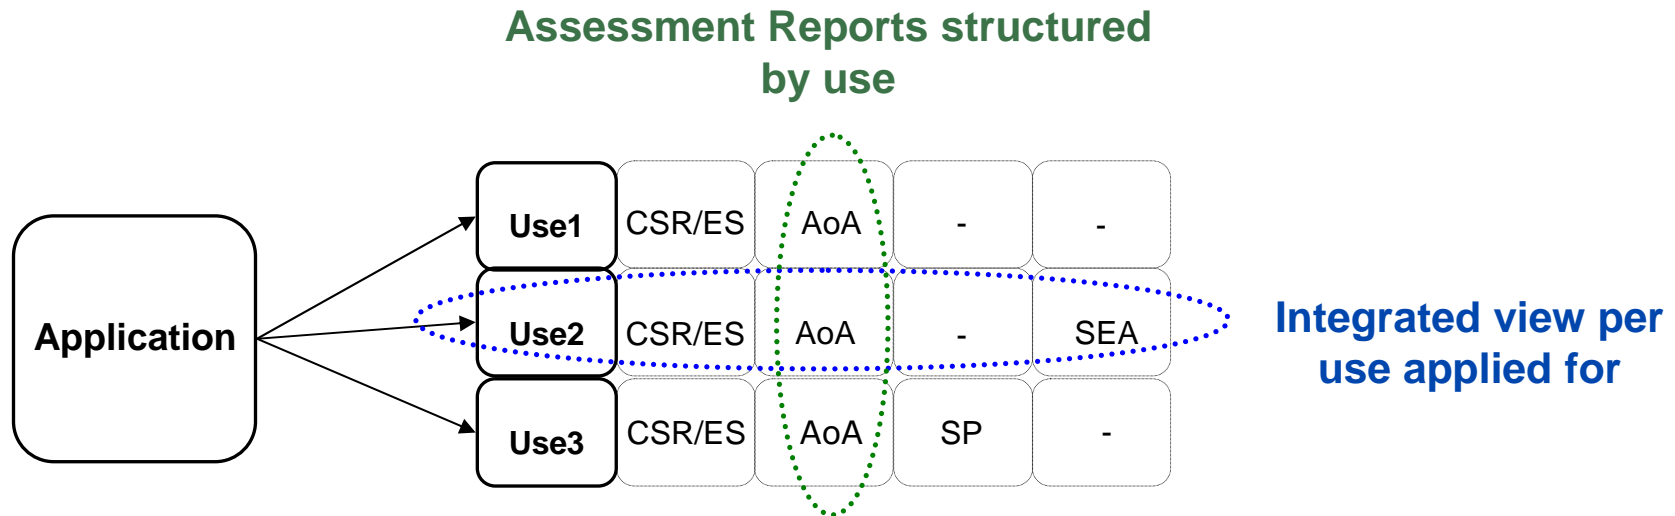 Assessment Reports structured
by use
Use1 CSR/ES AoA - -
Application Use2 CSR/ES AoA - SEA
Use3 CSR/ES AoA SP -
Integrated view per
use applied for